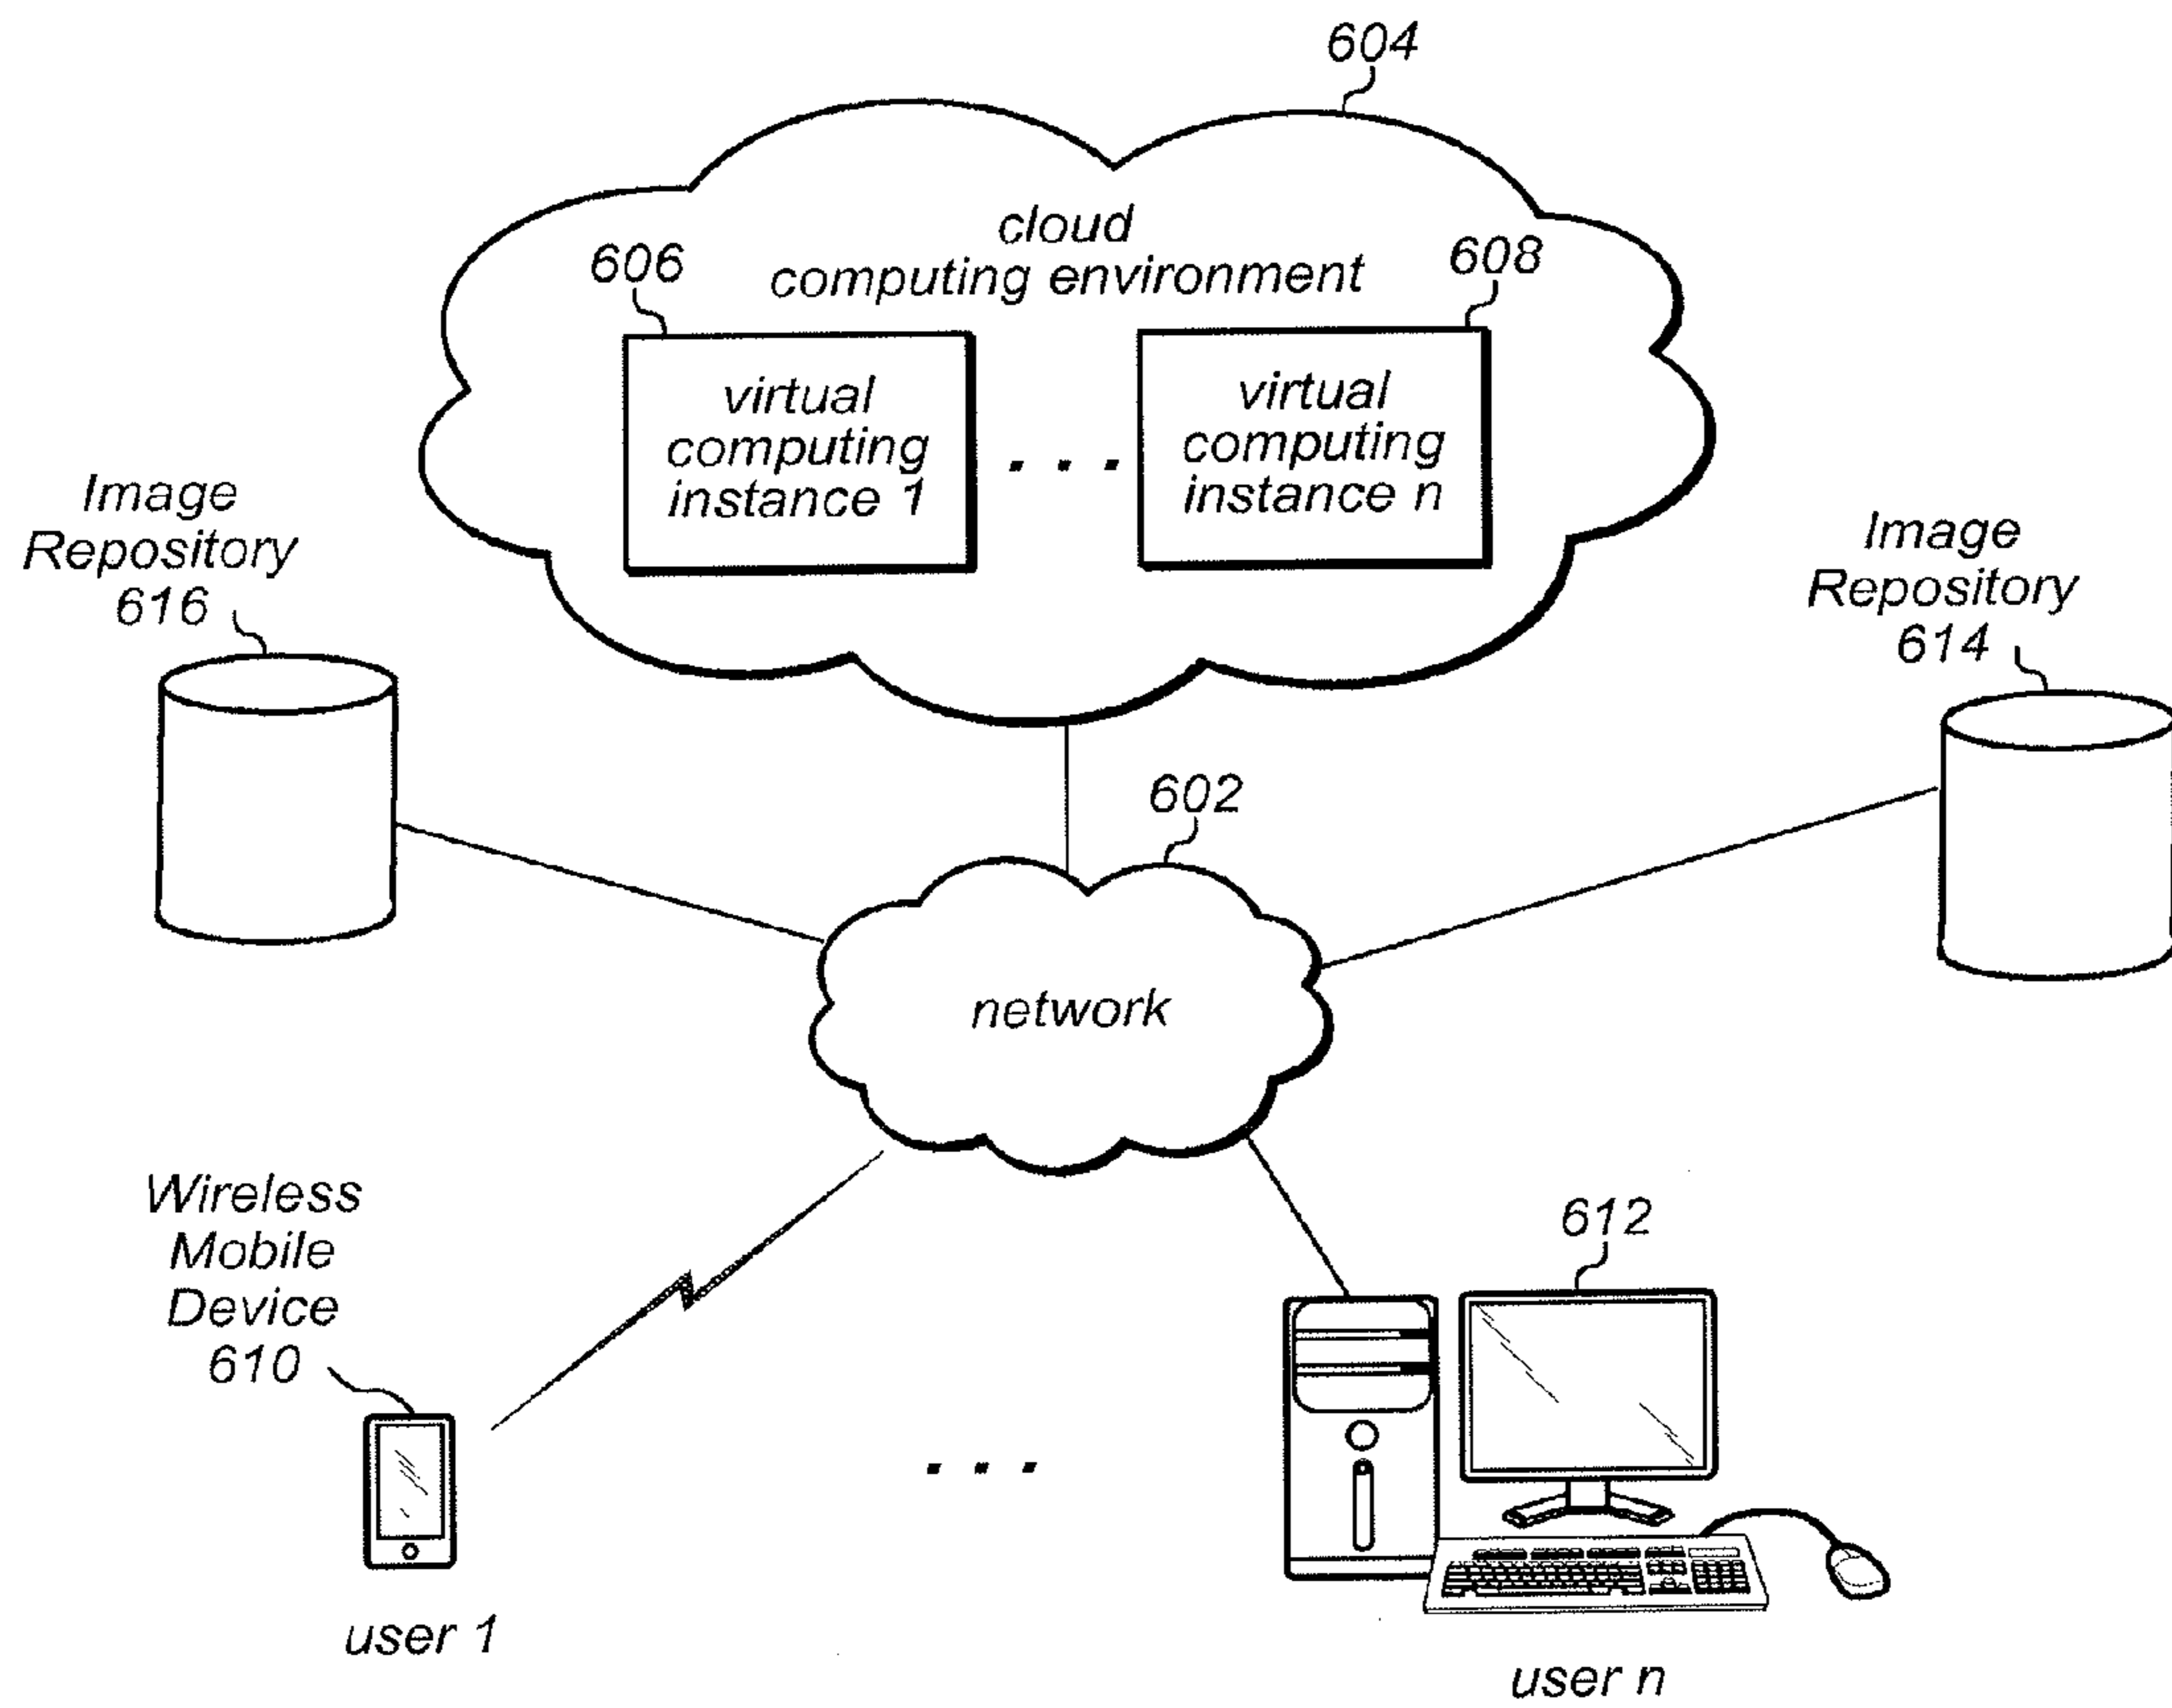 604
cloud
computing environment
606
608
virtual
computing
instance 1
. . .
virtual
computing
instance n
Image
Repository
616
Image
Repository
614
602
network
Wireless
Mobile
Device
610
612
. . .
user 1
user n